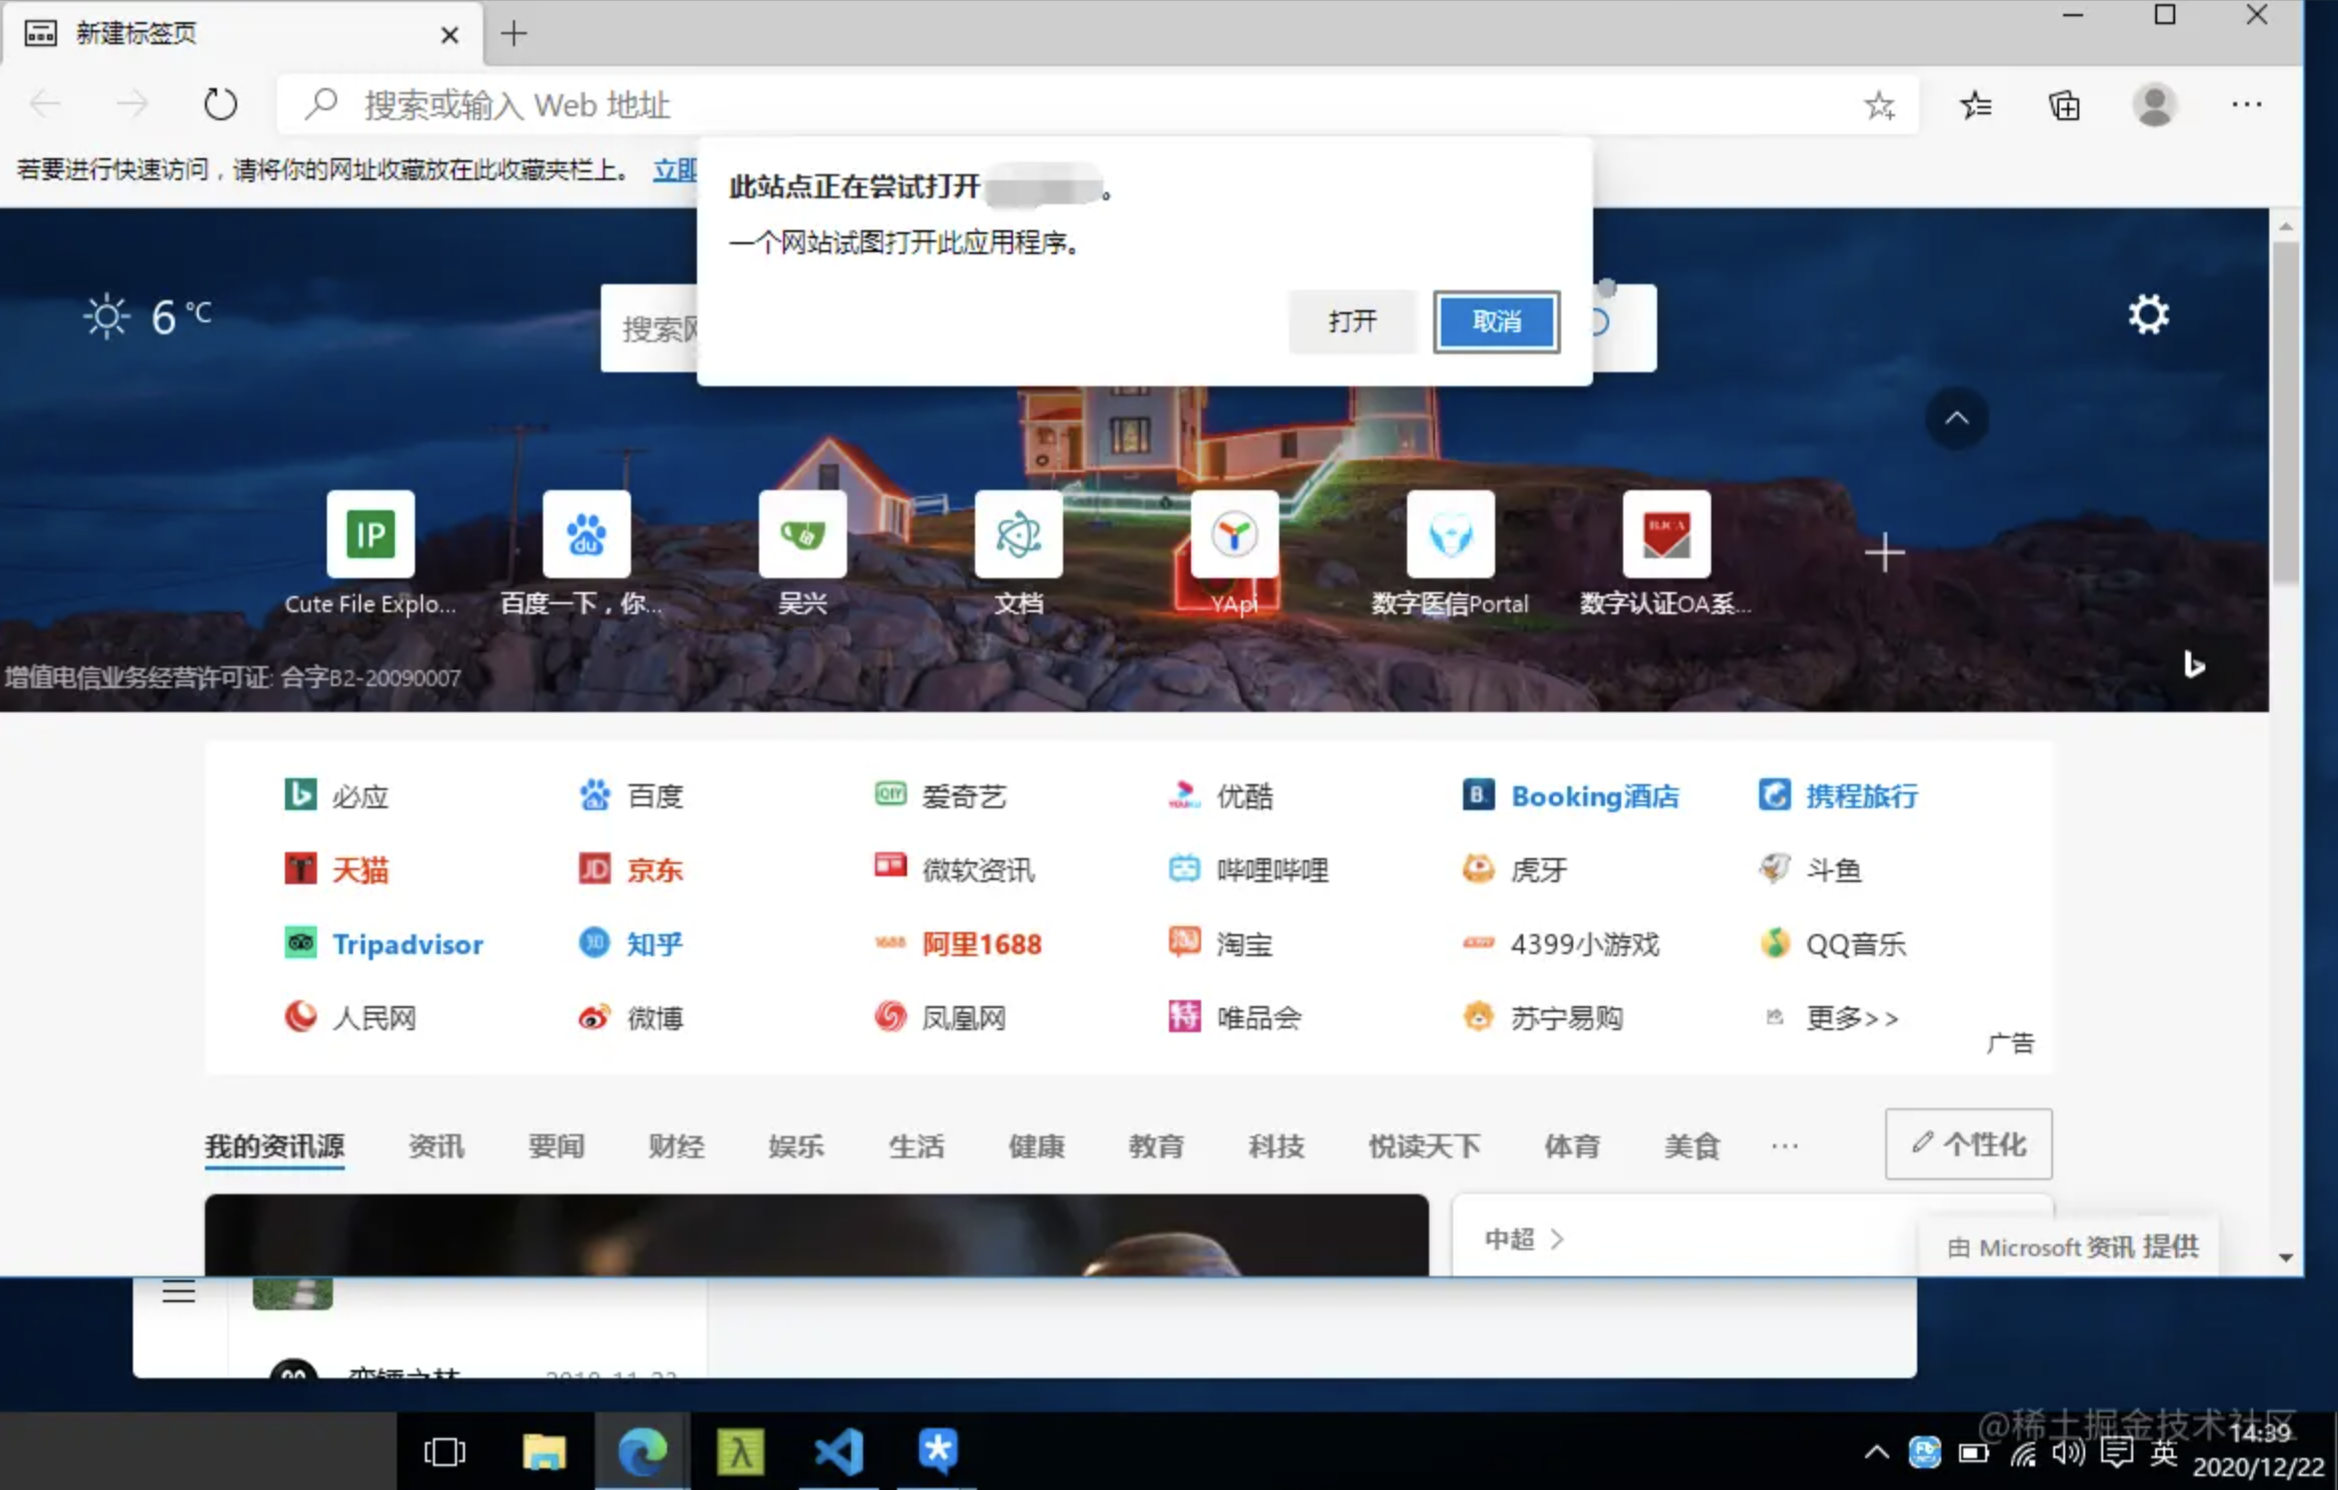 新建标签页
搜索或输入 Web 地址
若要进行快速访问，请将你的网址收藏放在此收藏夹栏上。 立即
此站点正在尝试打开
。
一个网站试图打开此应用程序。
打开
取消
6 °C
搜索网
IP
du
BJCA
Cute File Explo...
百度一下，你...
吴兴
文档
YApi
数字医信Portal
数字认证OA系...
增值电信业务经营许可证: 合字B2-20090007
必应
百度
爱奇艺
优酷
Booking酒店
携程旅行
天猫
京东
微软资讯
哔哩哔哩
虎牙
斗鱼
Tripadvisor
知乎
阿里1688
淘宝
4399小游戏
QQ音乐
人民网
微博
凤凰网
唯品会
苏宁易购
更多>>
广告
我的资讯源
资讯
要闻
财经
娱乐
生活
健康
教育
科技
悦读天下
体育
美食
···
个性化
中超
由 Microsoft 资讯 提供
@稀土掘金技术社区
英
14:39
2020/12/22